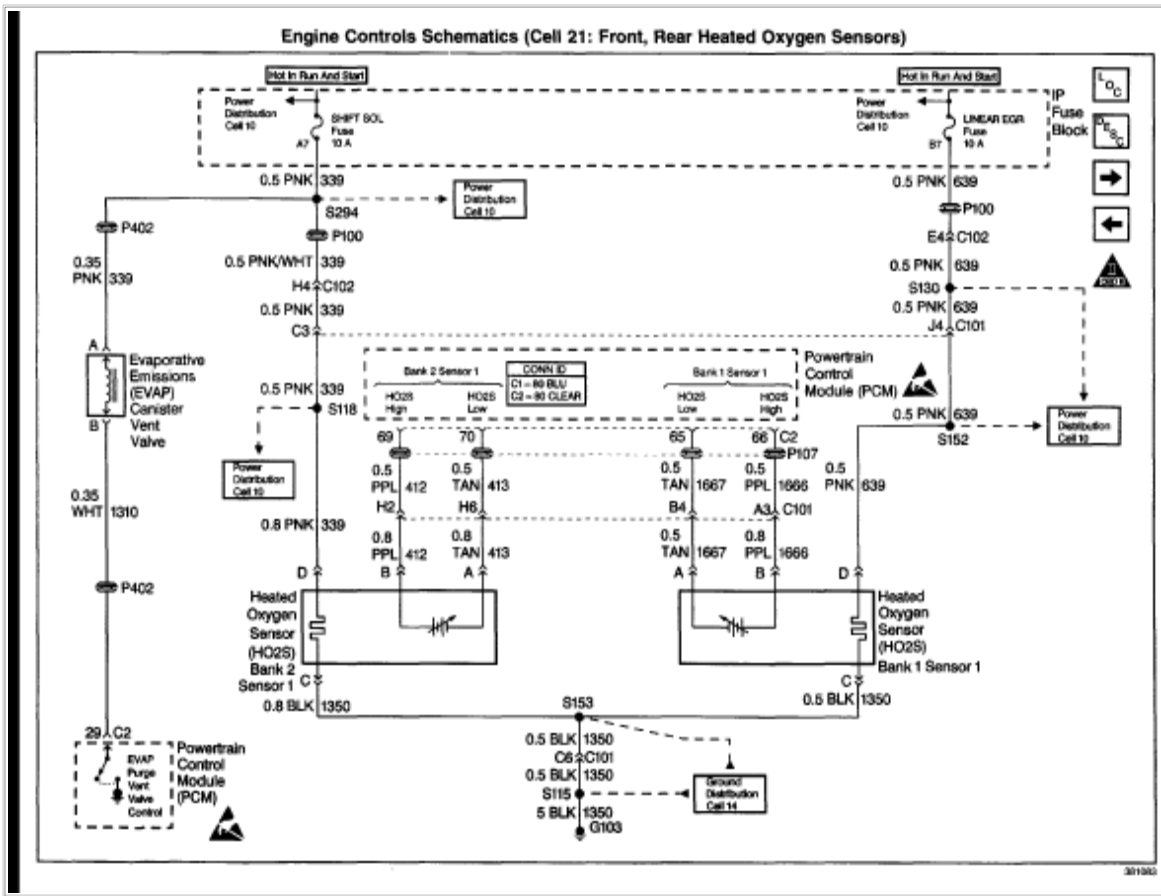 Engine Controls Schematics (Cell 21: Front, Rear Heated Oxygen Sensors)
Hot In Run And Start
Hot In Run And Start
Power
Distribution
Cell 10
SHIFT SOL
Fuse
10 A
A7
Power
Distribution
Cell 10
LINEAR EGR
Fuse
10 A
B7
IP
Fuse
Block
LOC
DESC
0.5 PNK 339
S294
Power
Distribution
Cell 10
0.5 PNK 639
P100
E4 C102
P402
P100
0.35
PNK 339
0.5 PNK/WHT 339
H4 C102
0.5 PNK 339
C3
0.5 PNK 639
S130
0.5 PNK 639
J4 C101
II
OBD II
A
Evaporative
Emissions
(EVAP)
Canister
Vent
Valve
B
0.5 PNK 339
S118
Power
Distribution
Cell 10
Bank 2 Sensor 1
CONN ID
C1 = 80 BLU
C2 = 80 CLEAR
Bank 1 Sensor 1
HO2S
High
HO2S
Low
HO2S
Low
HO2S
High
Powertrain
Control
Module (PCM)
0.5 PNK 639
S152
Power
Distribution
Cell 10
69 70 65 66 C2
P107
0.5
PPL 412
0.5
TAN 413
0.5
TAN 1667
0.5
PPL 1666
0.5
PNK 639
H2 H6 B4 A3 C101
0.35
WHT 1310
0.8 PNK 339
0.8
PPL 412
0.8
TAN 413
0.5
TAN 1667
0.8
PPL 1666
P402
D B A A B D
Heated
Oxygen
Sensor
(HO2S)
Bank 2
Sensor 1
Heated
Oxygen
Sensor
(HO2S)
Bank 1 Sensor 1
C
C
0.8 BLK 1350
S153
0.5 BLK 1350
0.5 BLK 1350
C6 C101
0.5 BLK 1350
S115
Ground
Distribution
Cell 14
5 BLK 1350
G103
29 C2
EVAP
Purge
Vent
Valve
Control
Powertrain
Control
Module
(PCM)